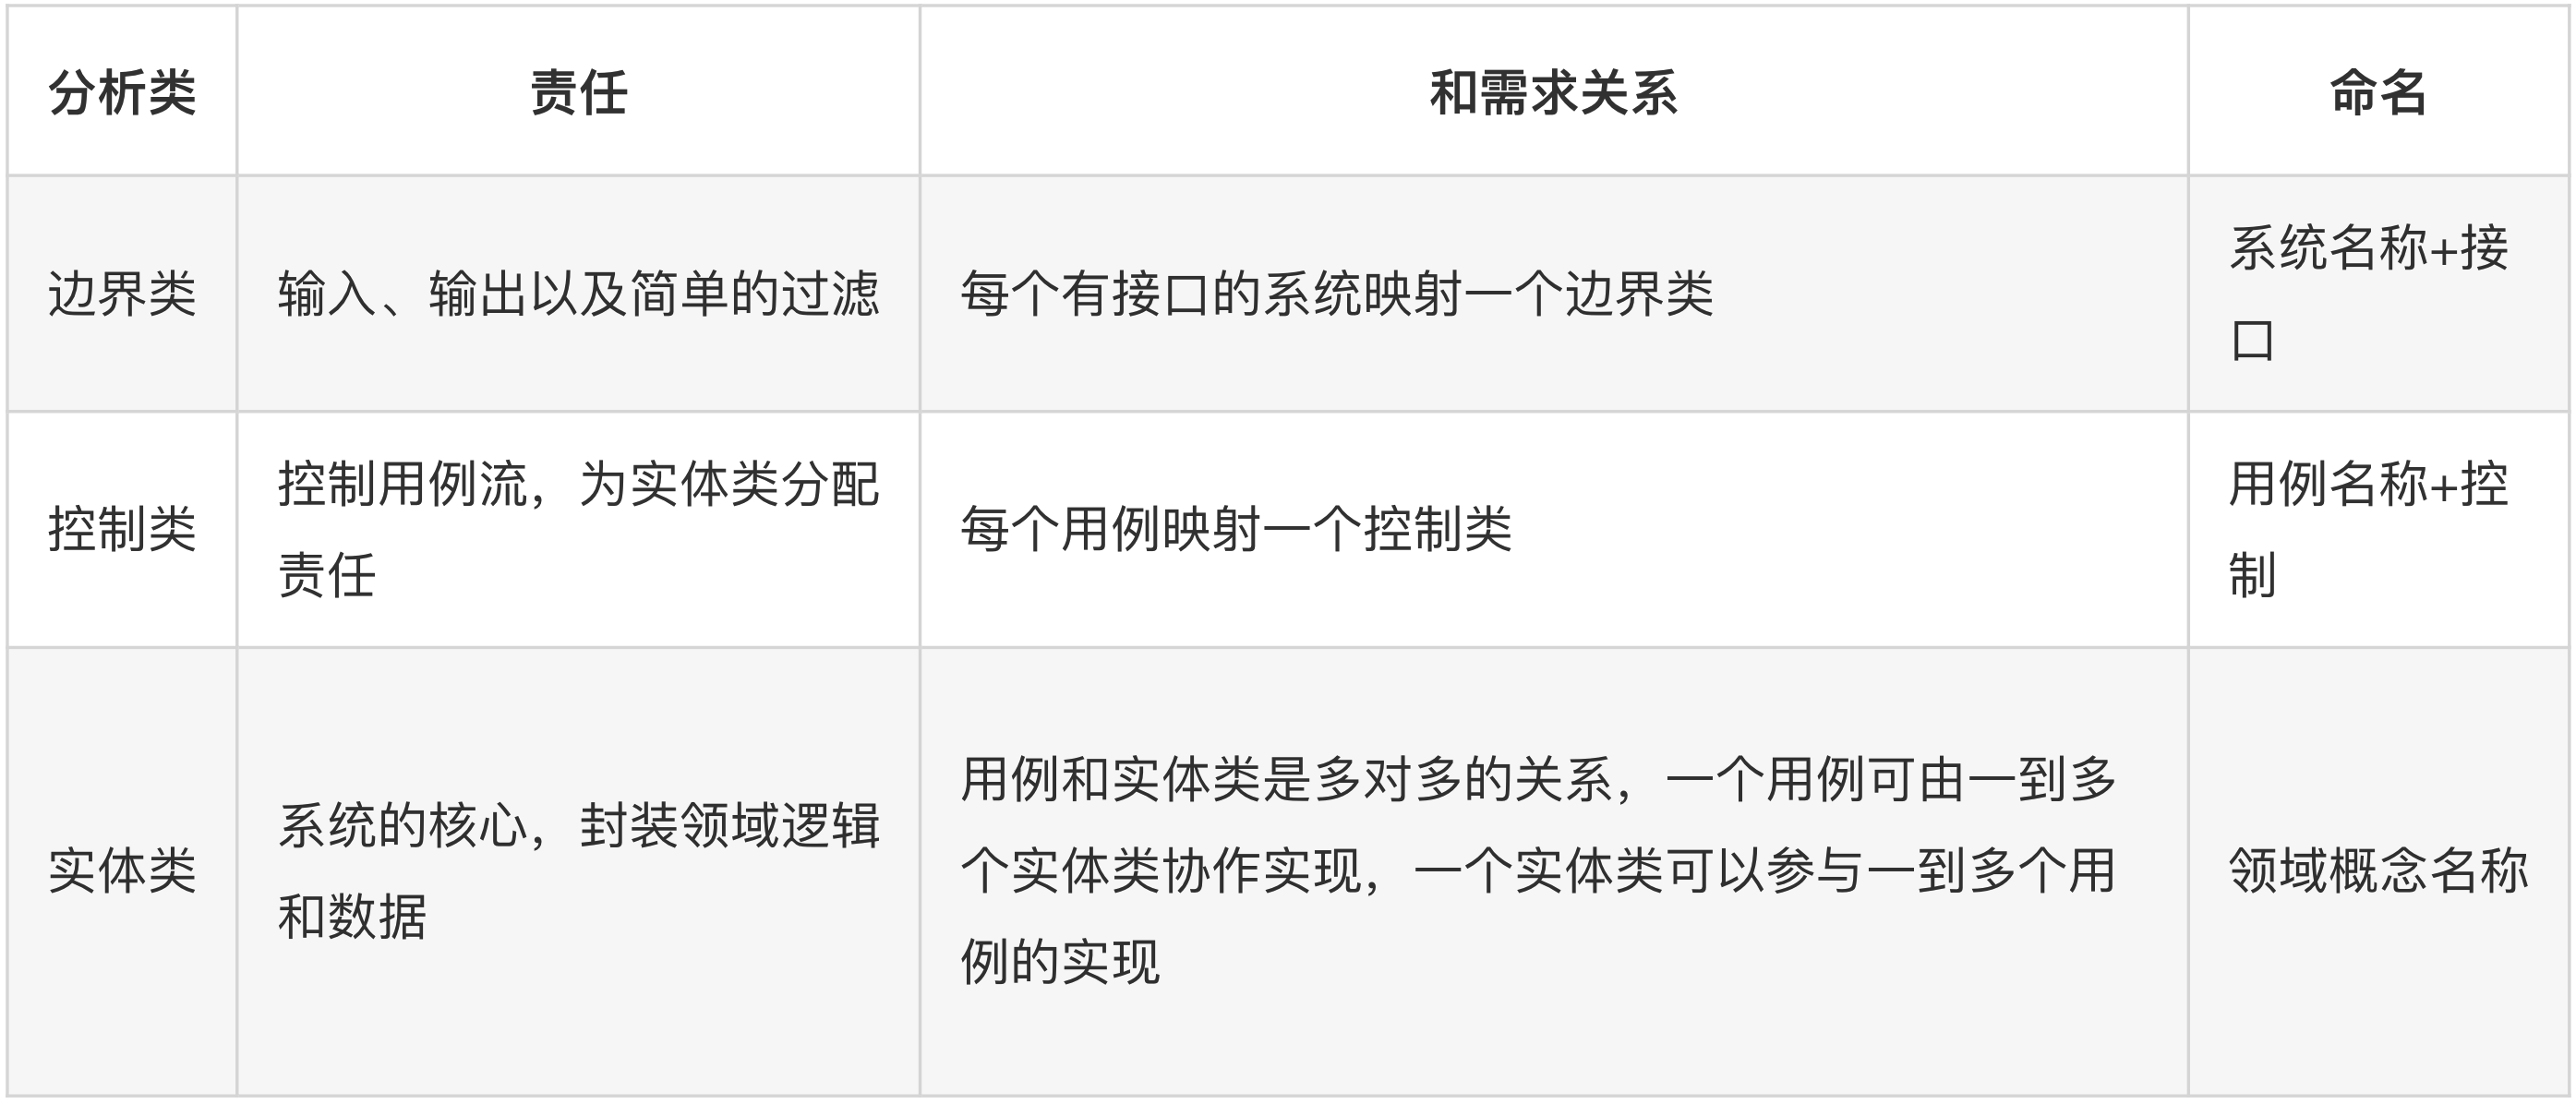 分析类
责任
和需求关系
命名
边界类
输入、输出以及简单的过滤
每个有接口的系统映射一个边界类
系统名称+接
口
控制类
控制用例流，为实体类分配
责任
每个用例映射一个控制类
用例名称+控
制
实体类
系统的核心，封装领域逻辑
和数据
用例和实体类是多对多的关系，一个用例可由一到多
个实体类协作实现，一个实体类可以参与一到多个用
例的实现
领域概念名称